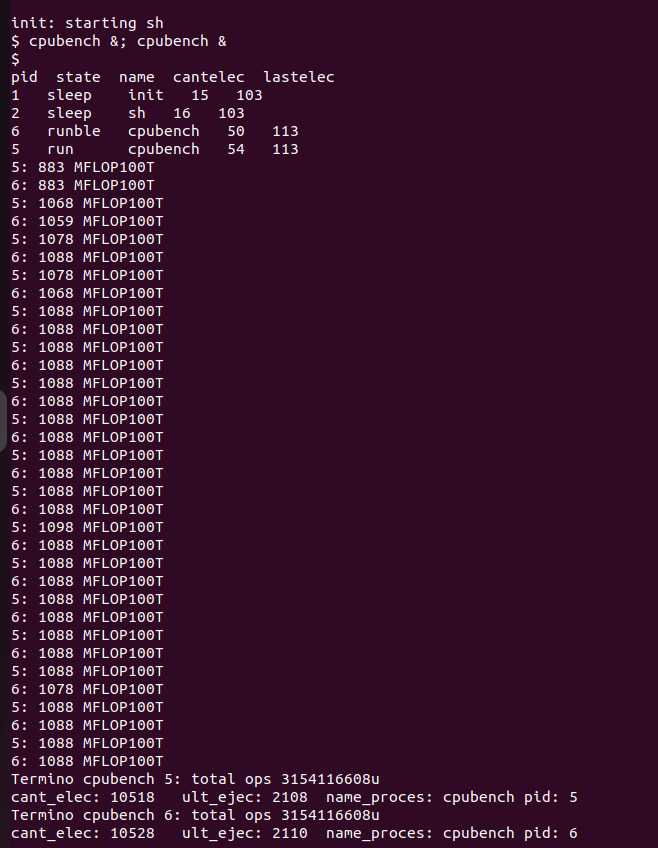 init: starting sh
$ cpubench &; cpubench &
$
pid  state  name  cantelec  lastelec
1   sleep    init   15   103
2   sleep    sh   16   103
6   runble   cpubench   50   113
5   run      cpubench   54   113
5: 883 MFLOP100T
6: 883 MFLOP100T
5: 1068 MFLOP100T
6: 1059 MFLOP100T
5: 1078 MFLOP100T
6: 1088 MFLOP100T
5: 1078 MFLOP100T
6: 1068 MFLOP100T
5: 1088 MFLOP100T
6: 1088 MFLOP100T
5: 1088 MFLOP100T
6: 1088 MFLOP100T
5: 1088 MFLOP100T
6: 1088 MFLOP100T
5: 1088 MFLOP100T
6: 1088 MFLOP100T
5: 1088 MFLOP100T
6: 1088 MFLOP100T
5: 1088 MFLOP100T
6: 1088 MFLOP100T
5: 1098 MFLOP100T
6: 1088 MFLOP100T
5: 1088 MFLOP100T
6: 1088 MFLOP100T
5: 1088 MFLOP100T
6: 1088 MFLOP100T
5: 1088 MFLOP100T
6: 1088 MFLOP100T
5: 1088 MFLOP100T
6: 1078 MFLOP100T
5: 1088 MFLOP100T
6: 1088 MFLOP100T
5: 1088 MFLOP100T
6: 1088 MFLOP100T
Termino cpubench 5: total ops 3154116608u
cant_elec: 10518   ult_ejec: 2108  name_proces: cpubench pid: 5
Termino cpubench 6: total ops 3154116608u
cant_elec: 10528   ult_ejec: 2110  name_proces: cpubench pid: 6